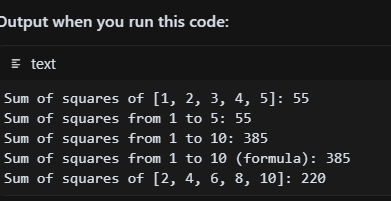 Output when you run this code:
text
Sum of squares of [1, 2, 3, 4, 5]: 55
Sum of squares from 1 to 5: 55
Sum of squares from 1 to 10: 385
Sum of squares from 1 to 10 (formula): 385
Sum of squares of [2, 4, 6, 8, 10]: 220